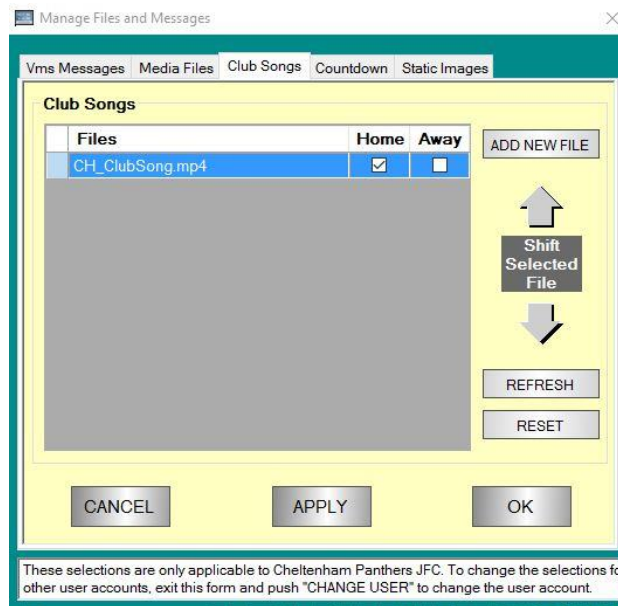 Manage Files and Messages
Vms Messages Media Files Club Songs Countdown Static Images
Club Songs
Files Home Away
CH_ClubSong.mp4
ADD NEW FILE
Shift
Selected
File
REFRESH
RESET
CANCEL APPLY OK
These selections are only applicable to Cheltenham Panthers JFC. To change the selections fo
other user accounts, exit this form and push "CHANGE USER" to change the user account.